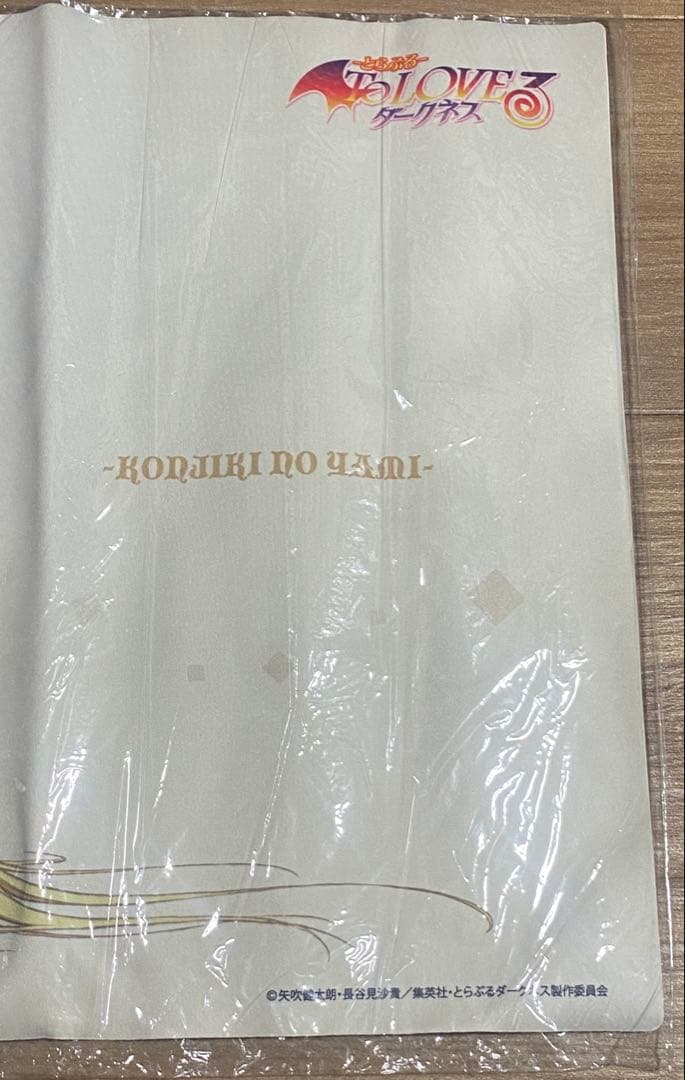 -とらぶる-
To LOVEる
ダークネス
-KONJIKI NO YAMI-
©矢吹健太朗・長谷見沙貴／集英社・とらぶるダークネス製作委員会